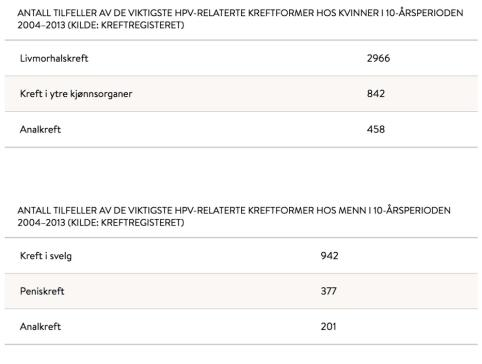 ANTALL TILFELLER AV DE VIKTIGSTE HPV-RELATERTE KREFTFORMER HOS KVINNER I 10-ÅRSPERIODEN
2004–2013 (KILDE: KREFTREGISTERET)
Livmorhalskreft 2966
Kreft i ytre kjønnsorganer 842
Analkreft 458
ANTALL TILFELLER AV DE VIKTIGSTE HPV-RELATERTE KREFTFORMER HOS MENN I 10-ÅRSPERIODEN
2004–2013 (KILDE: KREFTREGISTERET)
Kreft i svelg 942
Peniskreft 377
Analkreft 201